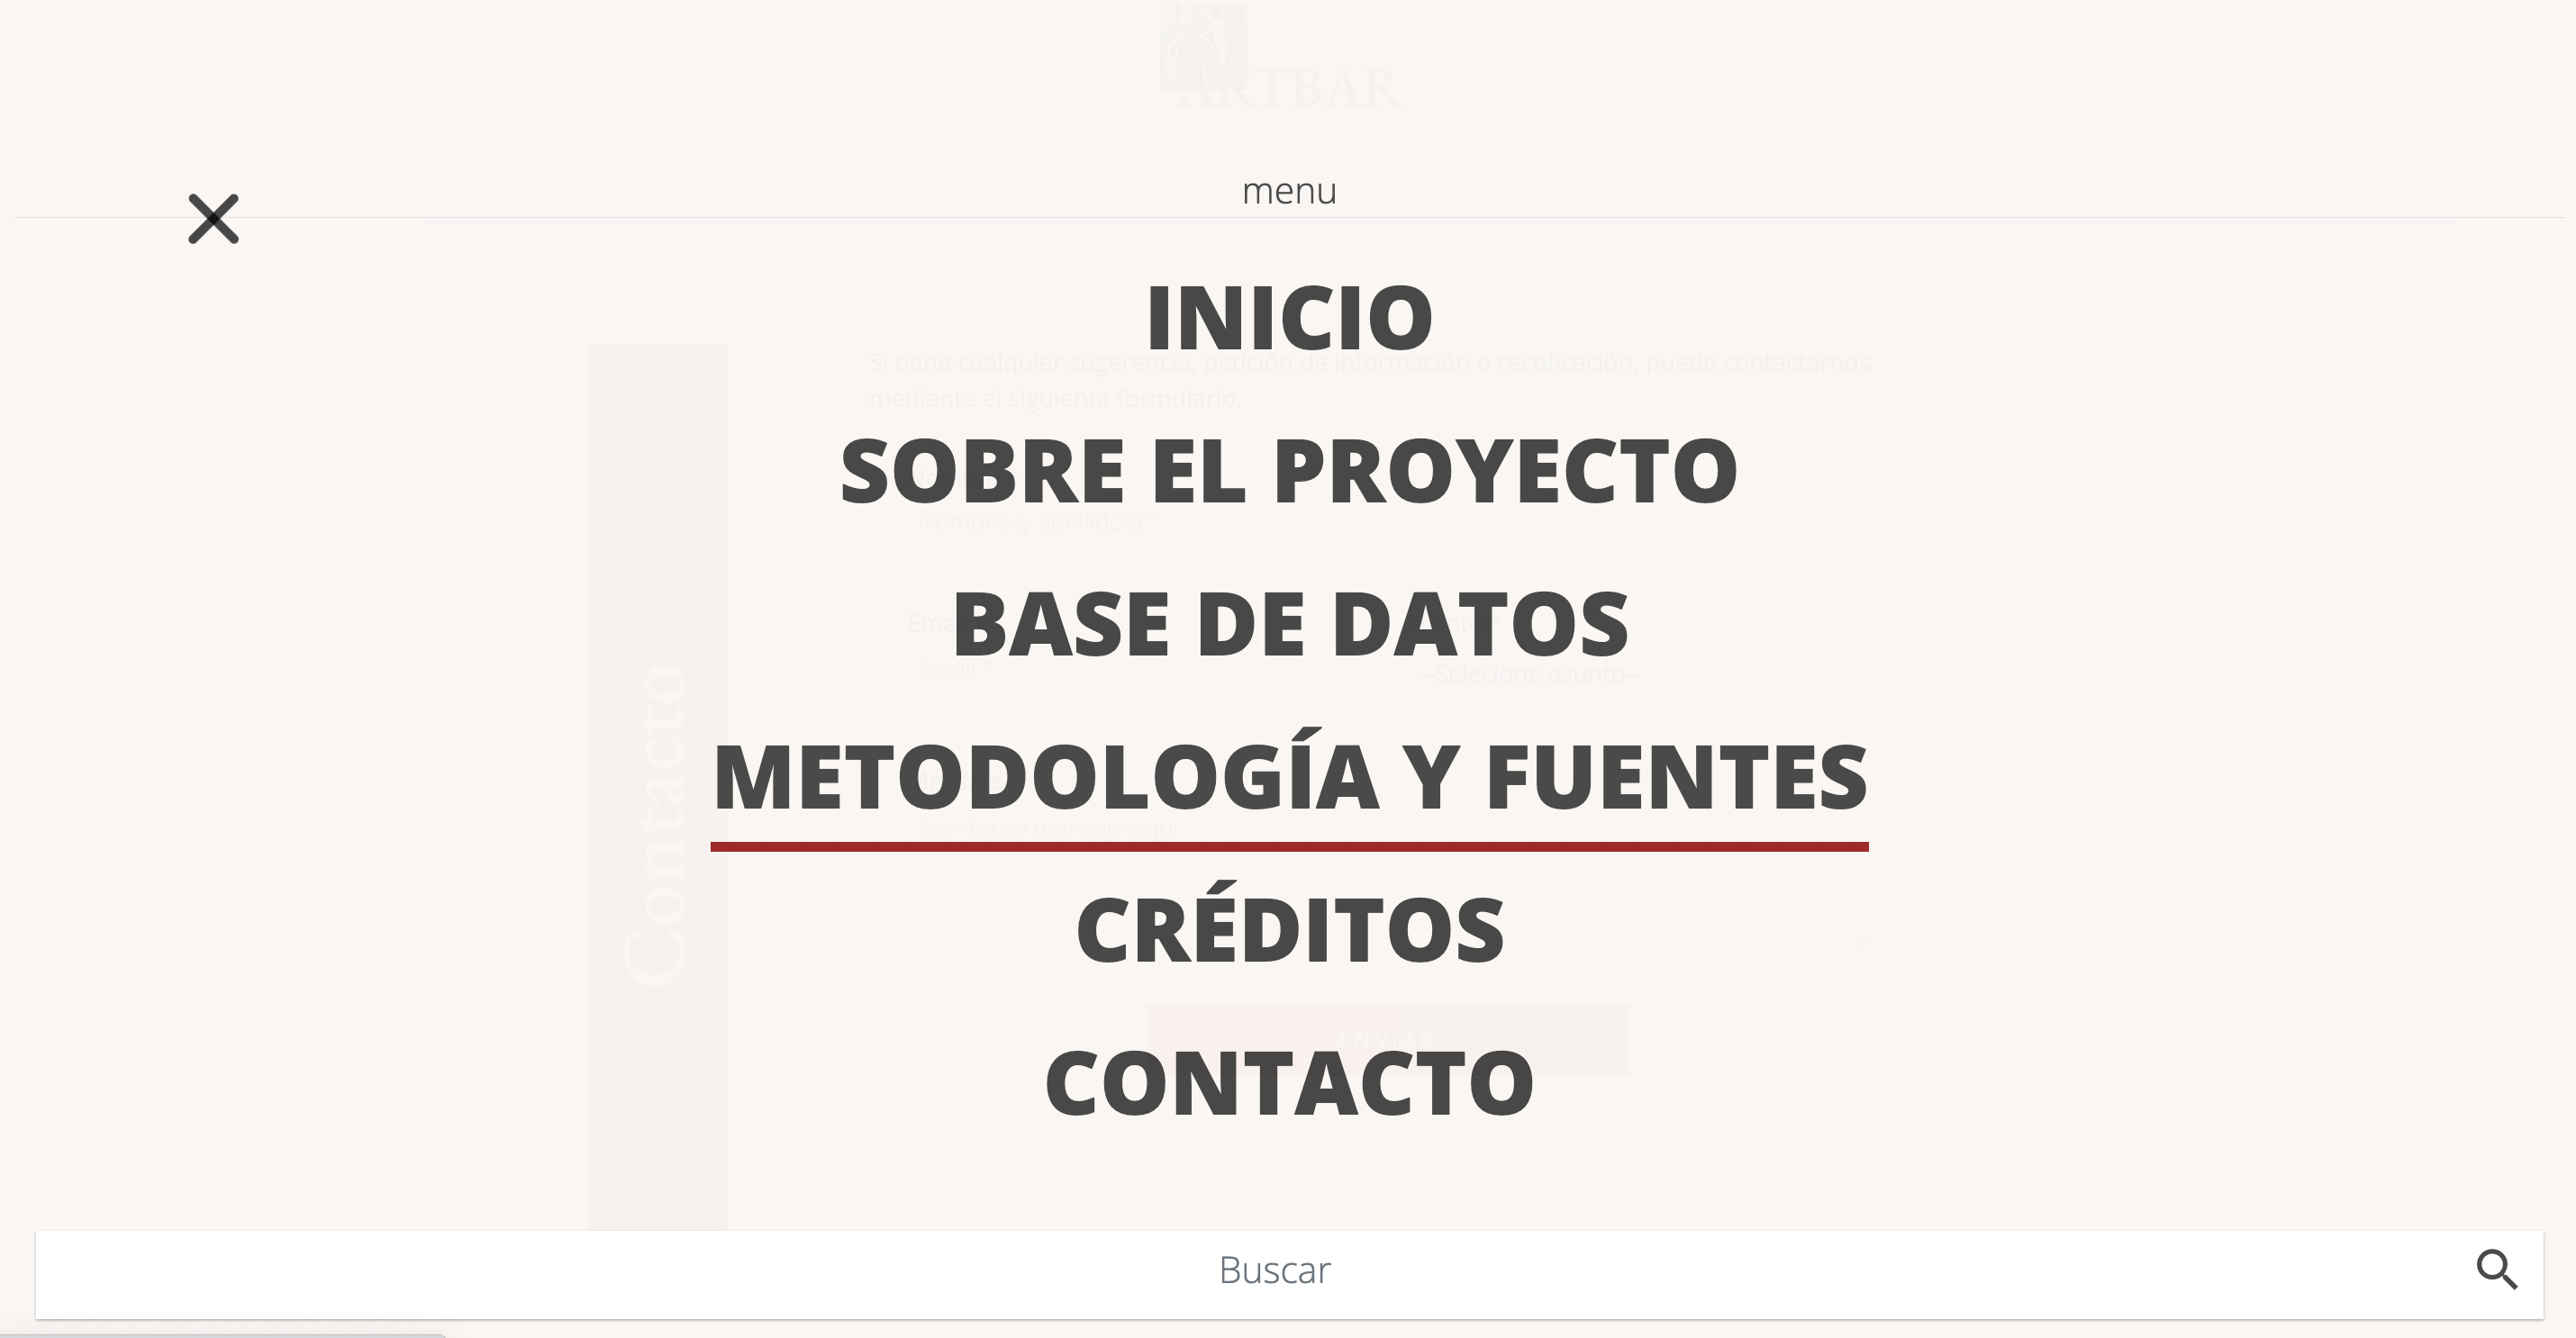 ARTBAR
menu
INICIO
Si tiene cualquier sugerencia, petición de información o rectificación, puede contactarnos
mediante el siguiente formulario.
SOBRE EL PROYECTO
Nombre (y apellidos) *
BASE DE DATOS
Email *
--Selecione asunto--
METODOLOGÍA Y FUENTES
Contacto
Escriba su mensaje aquí
CRÉDITOS
ENVIAR
CONTACTO
Buscar